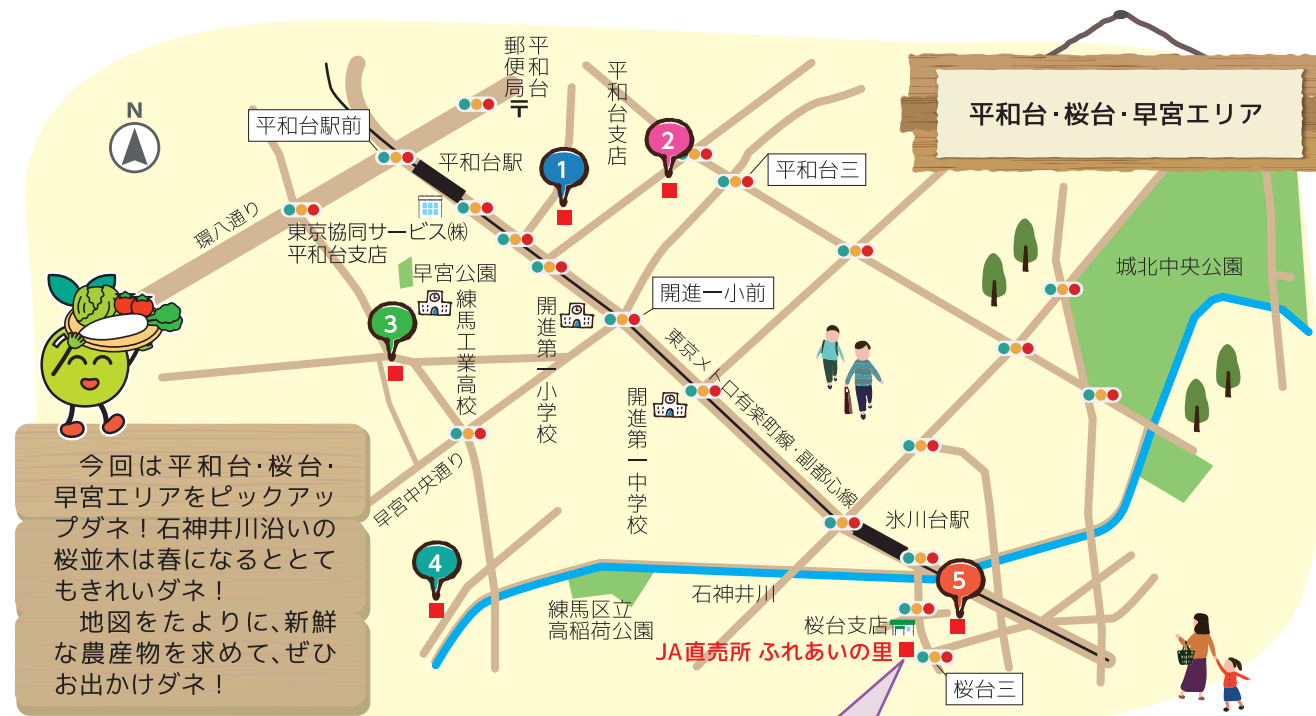 平和台・桜台・早宮エリア
N
平和台
郵便局
〒
平和台支店
平和台駅前
平和台駅
1
2
平和台三
環八通り
東京協同サービス㈱
平和台支店
早宮公園
城北中央公園
開進一小前
3
練馬工業高校
開進第一小学校
開進第一中学校
東京メトロ有楽町線・副都心線
早宮中央通り
氷川台駅
4
5
石神井川
練馬区立
高稲荷公園
桜台支店
JA直売所 ふれあいの里
桜台三
今回は平和台・桜台・
早宮エリアをピックアッ
プダネ！石神井川沿いの
桜並木は春になるととて
もきれいダネ！
地図をたよりに、新鮮
な農産物を求めて、ぜひ
お出かけダネ！